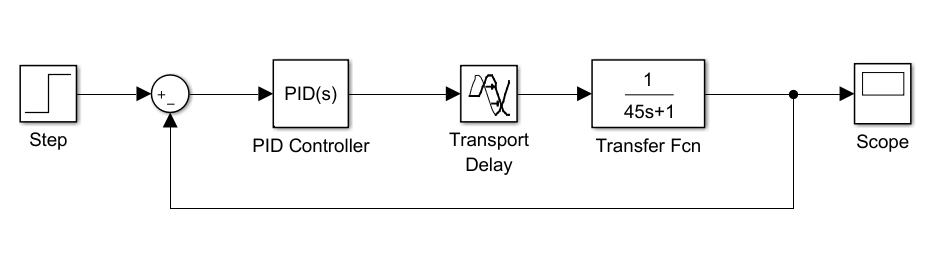 +
−
PID(s)
1
45s+1
Step
PID Controller
Transport
Delay
Transfer Fcn
Scope